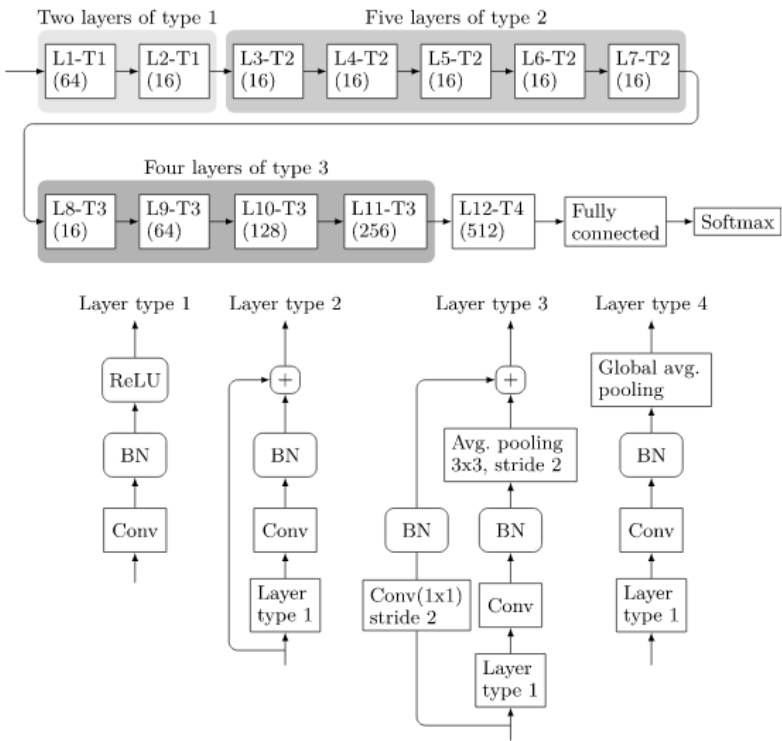 Two layers of type 1
Five layers of type 2
L1-T1
(64)
L2-T1
(16)
L3-T2
(16)
L4-T2
(16)
L5-T2
(16)
L6-T2
(16)
L7-T2
(16)
Four layers of type 3
L8-T3
(16)
L9-T3
(64)
L10-T3
(128)
L11-T3
(256)
L12-T4
(512)
Fully
connected
Softmax
Layer type 1
ReLU
BN
Conv
Layer type 2
+
BN
Conv
Layer
type 1
Layer type 3
+
Avg. pooling
3x3, stride 2
BN
BN
Conv(1x1)
stride 2
Conv
Layer
type 1
Layer type 4
Global avg.
pooling
BN
Conv
Layer
type 1